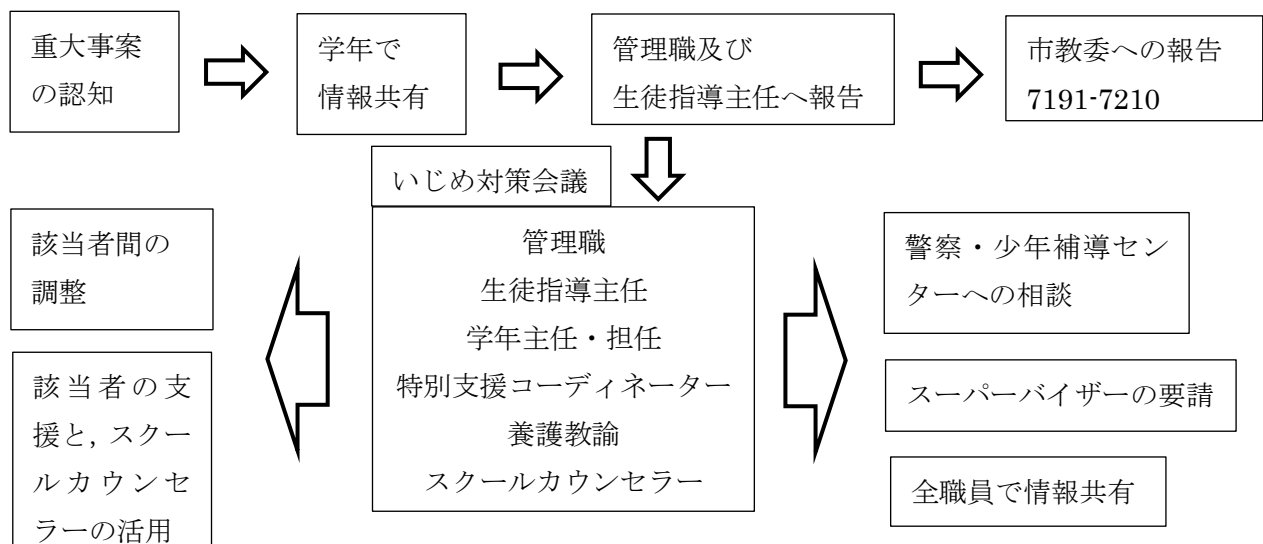 重大事案
の認知
学年で
情報共有
管理職及び
生徒指導主任へ報告
市教委への報告
7191-7210
いじめ対策会議
管理職
生徒指導主任
学年主任・担任
特別支援コーディネーター
養護教諭
スクールカウンセラー
該当者間の
調整
該当者の支
援と,スクー
ルカウンセ
ラーの活用
警察・少年補導セン
ターへの相談
スーパーバイザーの要請
全職員で情報共有